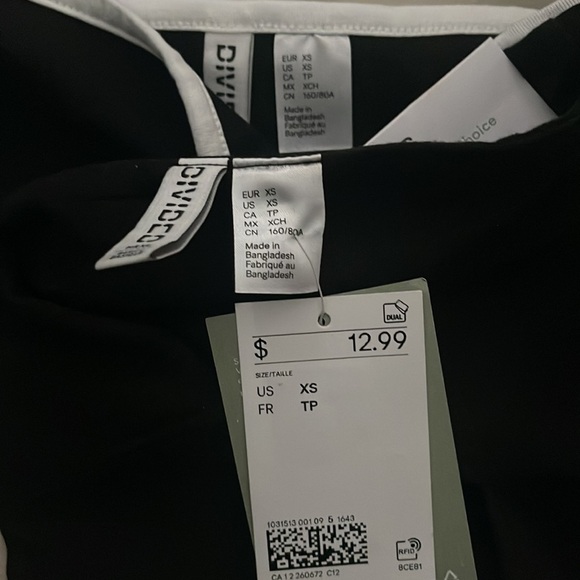 DIVIDED
EUR XS
US XS
CA TP
MX XCH
CN 160/80A
Made in
Bangladesh
Fabriqué au
Bangladesh
choice
DIVIDED
EUR XS
US XS
CA TP
MX XCH
CN 160/80A
Made in
Bangladesh
Fabriqué au
Bangladesh
DUAL
$ 12.99
SIZE/TAILLE
US XS
FR TP
1031513 001 09 5 1643
RFID
8CE81
CA 1 2 260672 C12